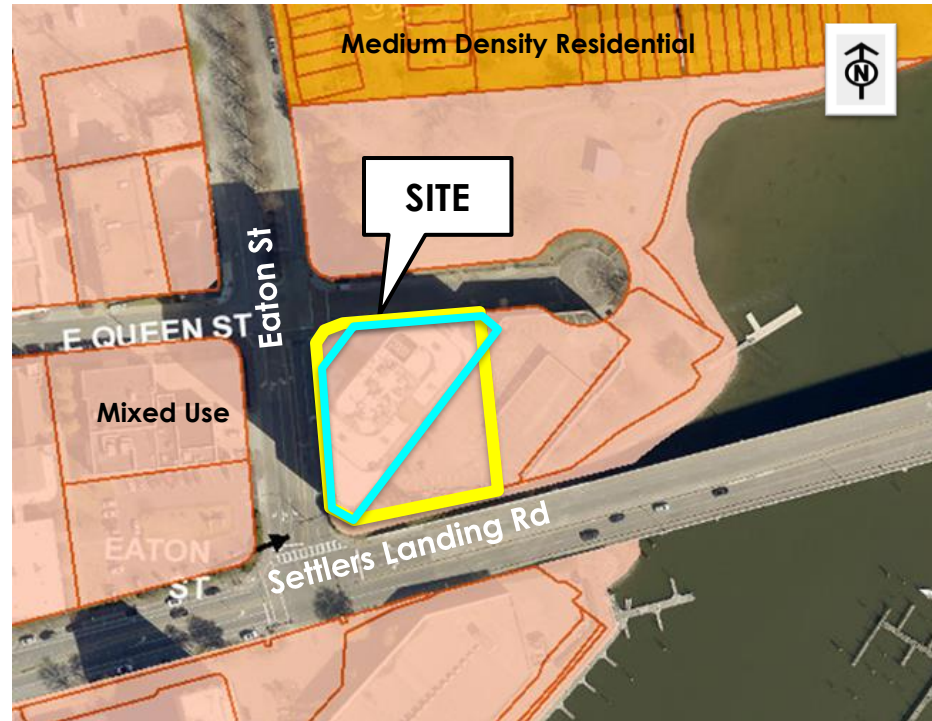 Medium Density Residential
N
SITE
Eaton St
E QUEEN ST
Mixed Use
Settlers Landing Rd
EATON
ST